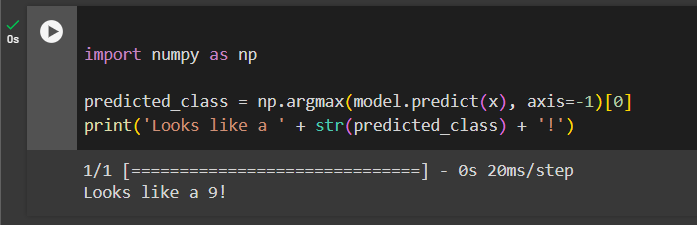 0s
import numpy as np
predicted_class = np.argmax(model.predict(x), axis=-1)[0]
print('Looks like a ' + str(predicted_class) + '!')
1/1 [==============================] - 0s 20ms/step
Looks like a 9!